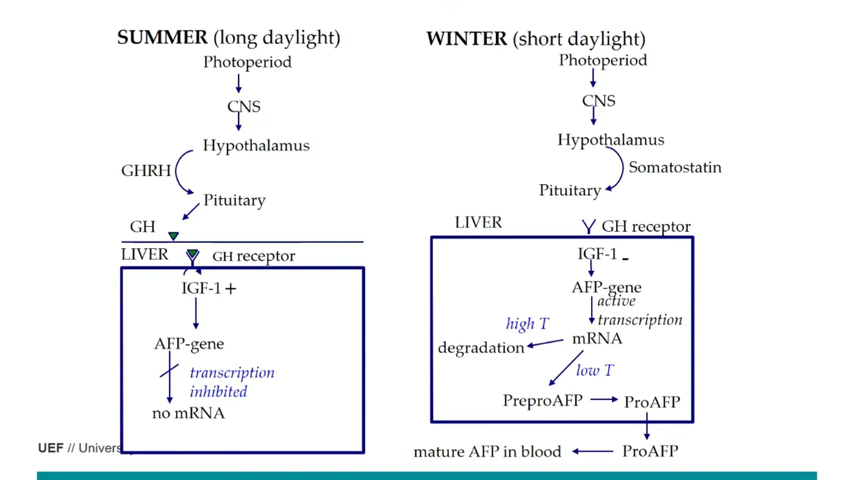 SUMMER (long daylight)
Photoperiod
CNS
Hypothalamus
GHRH
Pituitary
GH
LIVER
GH receptor
IGF-1 +
AFP-gene
transcription
inhibited
no mRNA
WINTER (short daylight)
Photoperiod
CNS
Hypothalamus
Somatostatin
Pituitary
LIVER
GH receptor
IGF-1 -
AFP-gene
active
transcription
high T
mRNA
degradation
low T
PreproAFP
ProAFP
mature AFP in blood
ProAFP
UEF // Univers